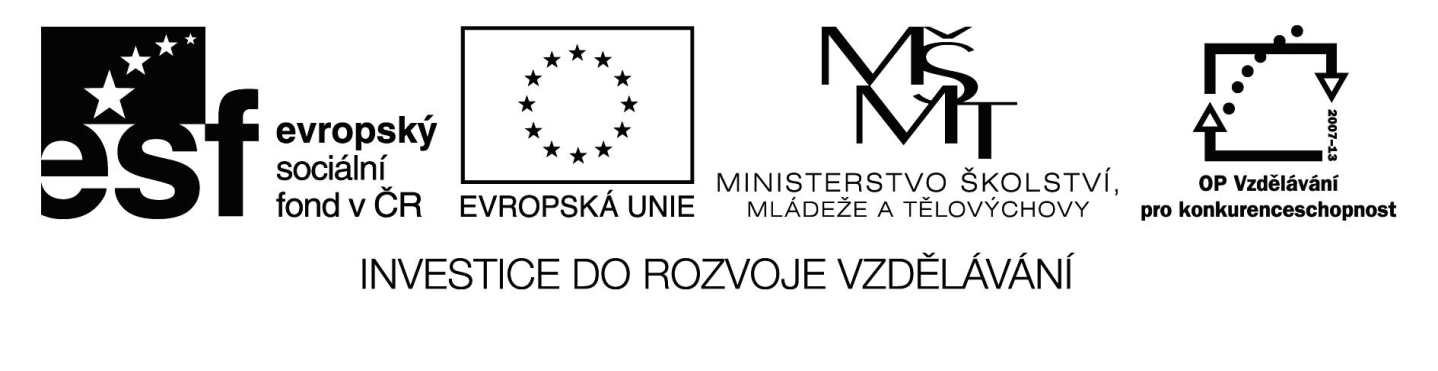 esf
evropský
sociální
fond v ČR
EVROPSKÁ UNIE
MŠMT
MINISTERSTVO ŠKOLSTVÍ,
MLÁDEŽE A TĚLOVÝCHOVY
2007-13
OP Vzdělávání
pro konkurenceschopnost
INVESTICE DO ROZVOJE VZDĚLÁVÁNÍ